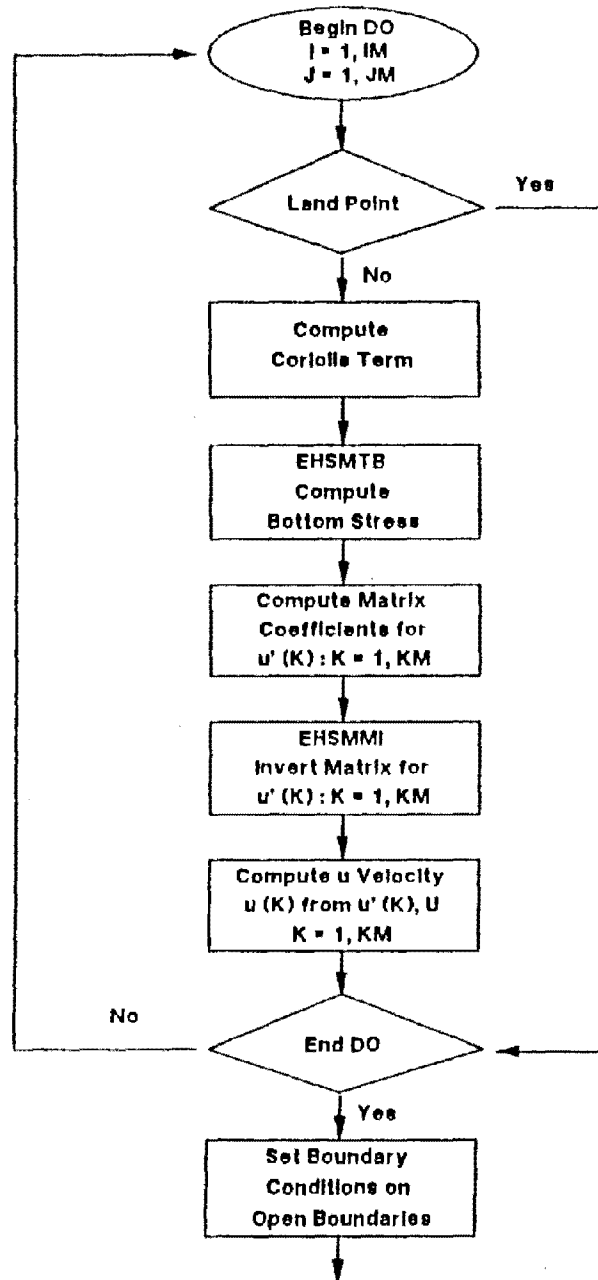 Begin DO
I = 1, IM
J = 1, JM
Land Point
Yes
No
Compute
Coriolis Term
EHSMTB
Compute
Bottom Stress
Compute Matrix
Coefficients for
u' (K) : K = 1, KM
EHSMMI
Invert Matrix for
u' (K) : K = 1, KM
Compute u Velocity
u (K) from u' (K), U
K = 1, KM
No
End DO
Yes
Set Boundary
Conditions on
Open Boundaries